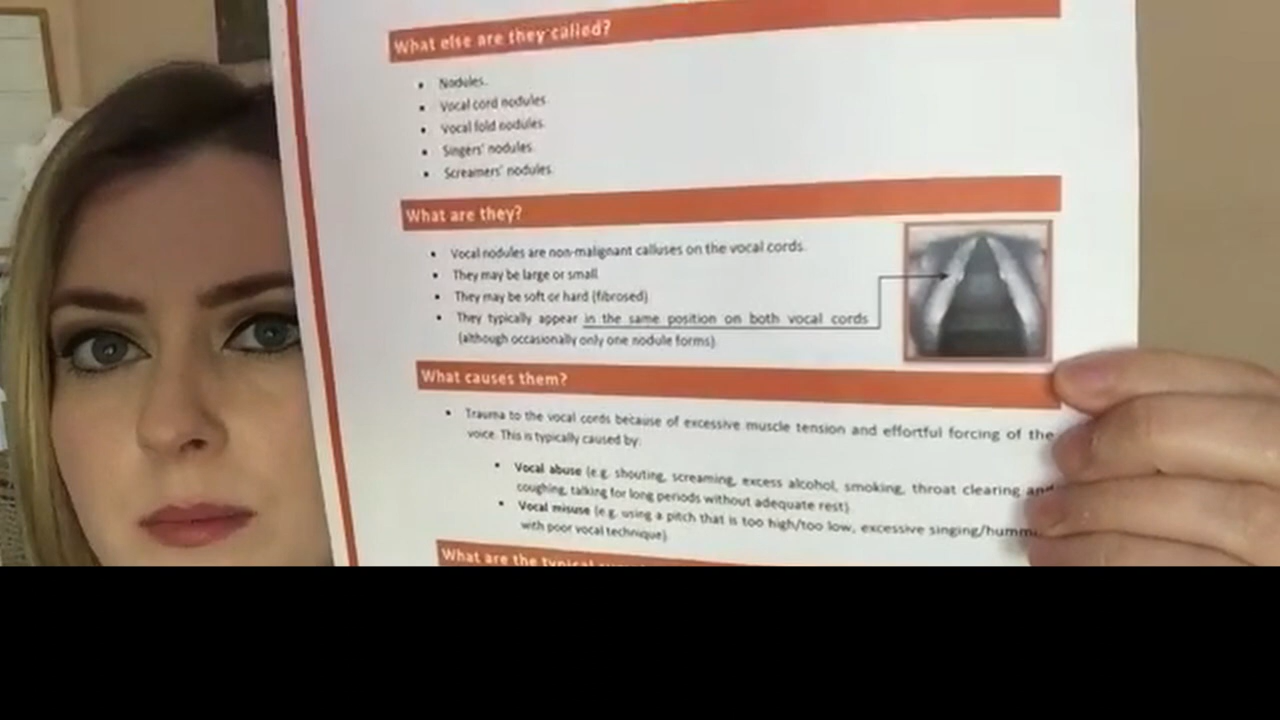 What else are they called?
• Nodules.
• Vocal cord nodules.
• Vocal fold nodules.
• Singers' nodules.
• Screamers' nodules.
What are they?
• Vocal nodules are non-malignant calluses on the vocal cords.
• They may be large or small.
• They may be soft or hard (fibrosed).
• They typically appear in the same position on both vocal cords
(although occasionally only one nodule forms).
What causes them?
• Trauma to the vocal cords because of excessive muscle tension and effortful forcing of the
voice. This is typically caused by:
• Vocal abuse (e.g. shouting, screaming, excess alcohol, smoking, throat clearing and
coughing, talking for long periods without adequate rest).
• Vocal misuse (e.g. using a pitch that is too high/too low, excessive singing/hummi
with poor vocal technique).
What are the typical